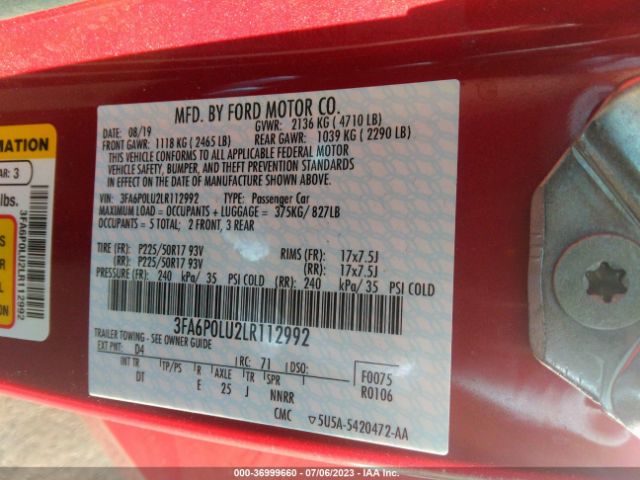 MFD. BY FORD MOTOR CO.
DATE: 08/19 GVWR: 2136 KG ( 4710 LB)
FRONT GAWR: 1118 KG ( 2465 LB) REAR GAWR: 1039 KG ( 2290 LB)
THIS VEHICLE CONFORMS TO ALL APPLICABLE FEDERAL MOTOR
VEHICLE SAFETY, BUMPER, AND THEFT PREVENTION STANDARDS
IN EFFECT ON THE DATE OF MANUFACTURE SHOWN ABOVE.
VIN: 3FA6P0LU2LR112992 TYPE: Passenger Car
MAXIMUM LOAD = OCCUPANTS + LUGGAGE = 375KG/ 827LB
OCCUPANTS = 5 TOTAL; 2 FRONT, 3 REAR
TIRE (FR): P225/50R17 93V RIMS (FR): 17x7.5J
(RR): P225/50R17 93V (RR): 17x7.5J
PRESSURE (FR): 240 kPa/ 35 PSI COLD (RR): 240 kPa/ 35 PSI COLD
3FA6P0LU2LR112992
TRAILER TOWING - SEE OWNER GUIDE
EXT PNT: D4 RC: 71 DSO: F0075
INT TR TP/PS R AXLE TR SPR R0106
DT E 25 J NNRR
CMC 5U5A-5420472-AA
MATION
AR: 3
lbs.
3FA6P0LU2LR112992
000-36999660 - 07/06/2023 - IAA Inc.